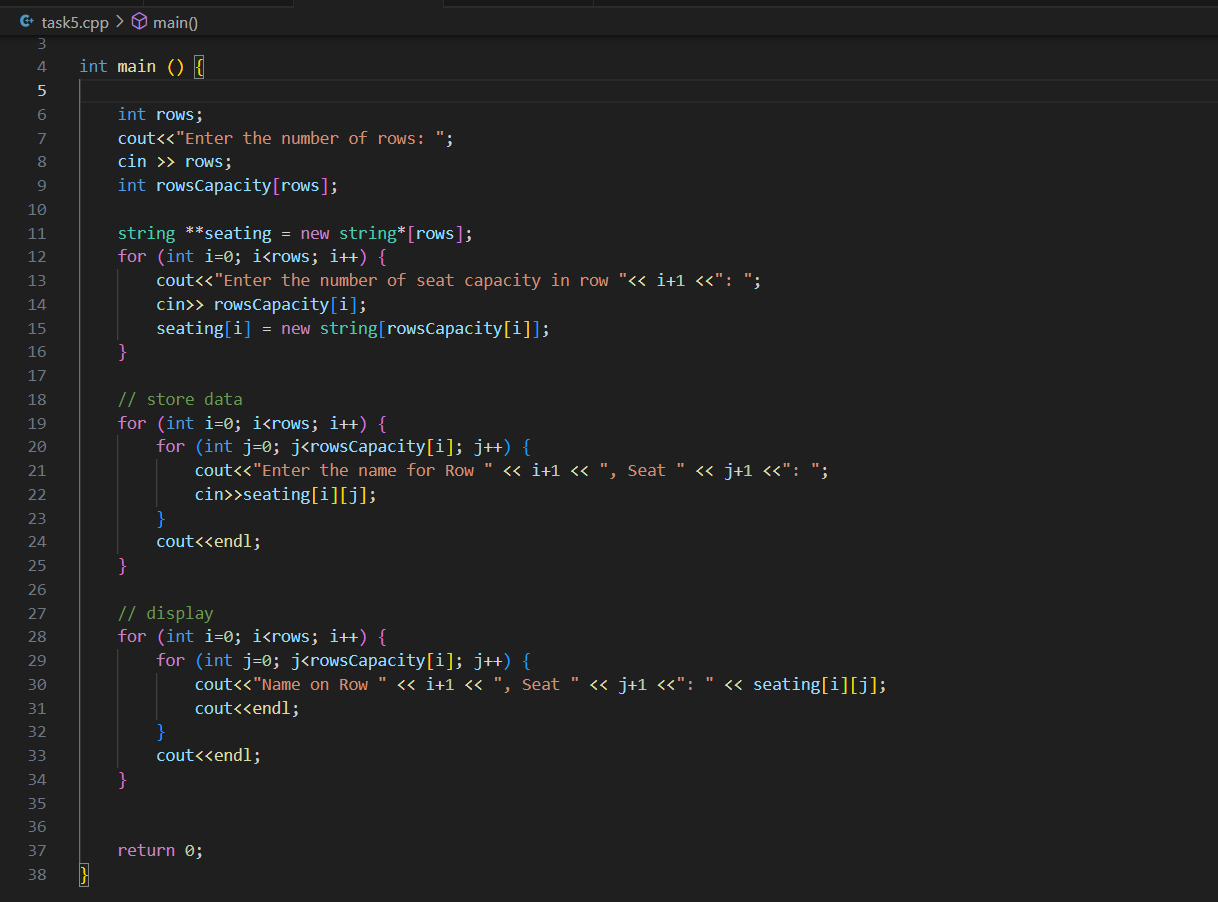 task5.cpp > main()
3
4 int main () {
5
6     int rows;
7     cout<<"Enter the number of rows: ";
8     cin >> rows;
9     int rowsCapacity[rows];
10
11     string **seating = new string*[rows];
12     for (int i=0; i<rows; i++) {
13         cout<<"Enter the number of seat capacity in row "<< i+1 <<": ";
14         cin>> rowsCapacity[i];
15         seating[i] = new string[rowsCapacity[i]];
16     }
17
18     // store data
19     for (int i=0; i<rows; i++) {
20         for (int j=0; j<rowsCapacity[i]; j++) {
21             cout<<"Enter the name for Row " << i+1 << ", Seat " << j+1 <<": ";
22             cin>>seating[i][j];
23         }
24         cout<<endl;
25     }
26
27     // display
28     for (int i=0; i<rows; i++) {
29         for (int j=0; j<rowsCapacity[i]; j++) {
30             cout<<"Name on Row " << i+1 << ", Seat " << j+1 <<": " << seating[i][j];
31             cout<<endl;
32         }
33         cout<<endl;
34     }
35
36
37     return 0;
38 }